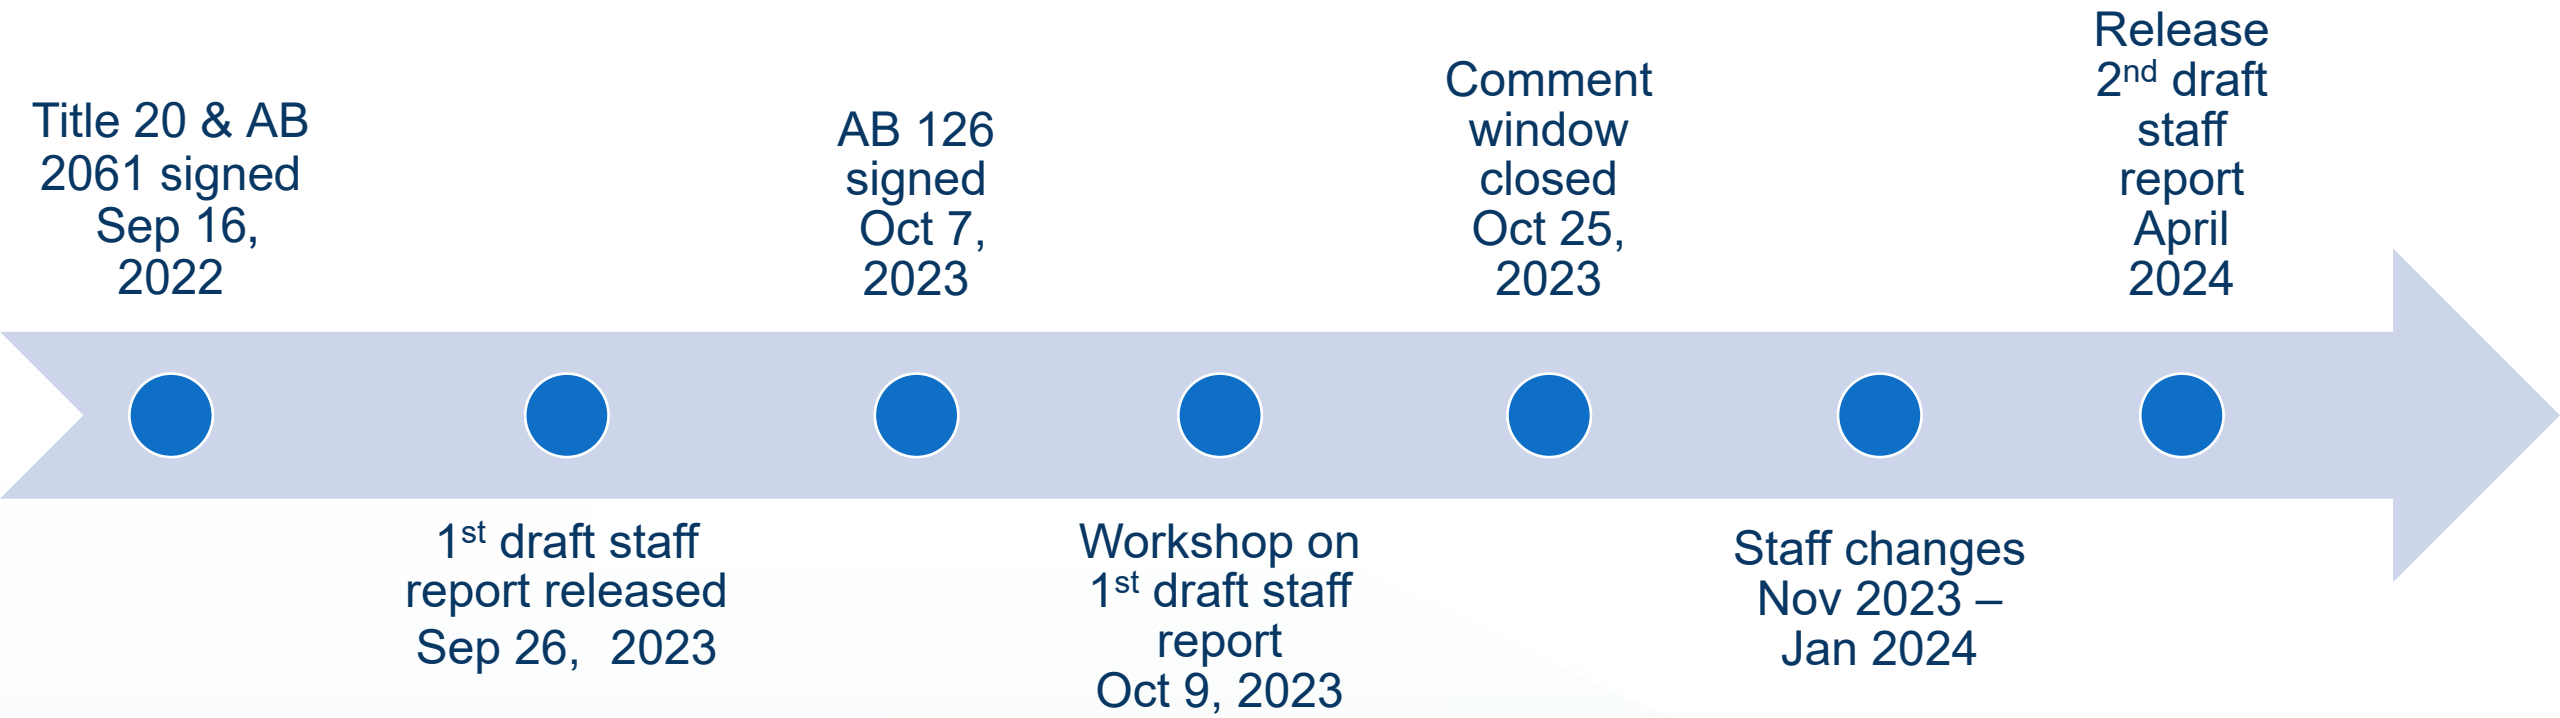 Title 20 & AB
2061 signed
Sep 16,
2022
1st draft staff
report released
Sep 26, 2023
AB 126
signed
Oct 7,
2023
Workshop on
1st draft staff
report
Oct 9, 2023
Comment
window
closed
Oct 25,
2023
Staff changes
Nov 2023 –
Jan 2024
Release
2nd draft
staff
report
April
2024